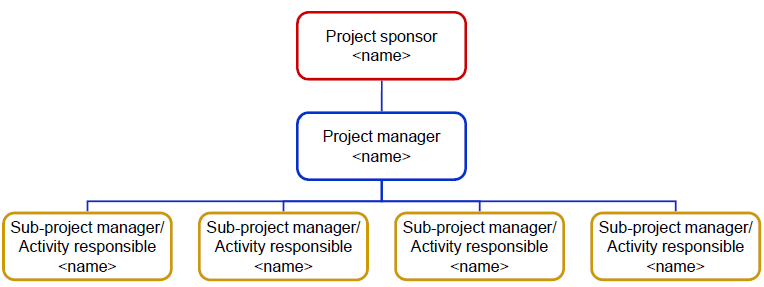 Project sponsor
<name>
Project manager
<name>
Sub-project manager/
Activity responsible
<name>
Sub-project manager/
Activity responsible
<name>
Sub-project manager/
Activity responsible
<name>
Sub-project manager/
Activity responsible
<name>